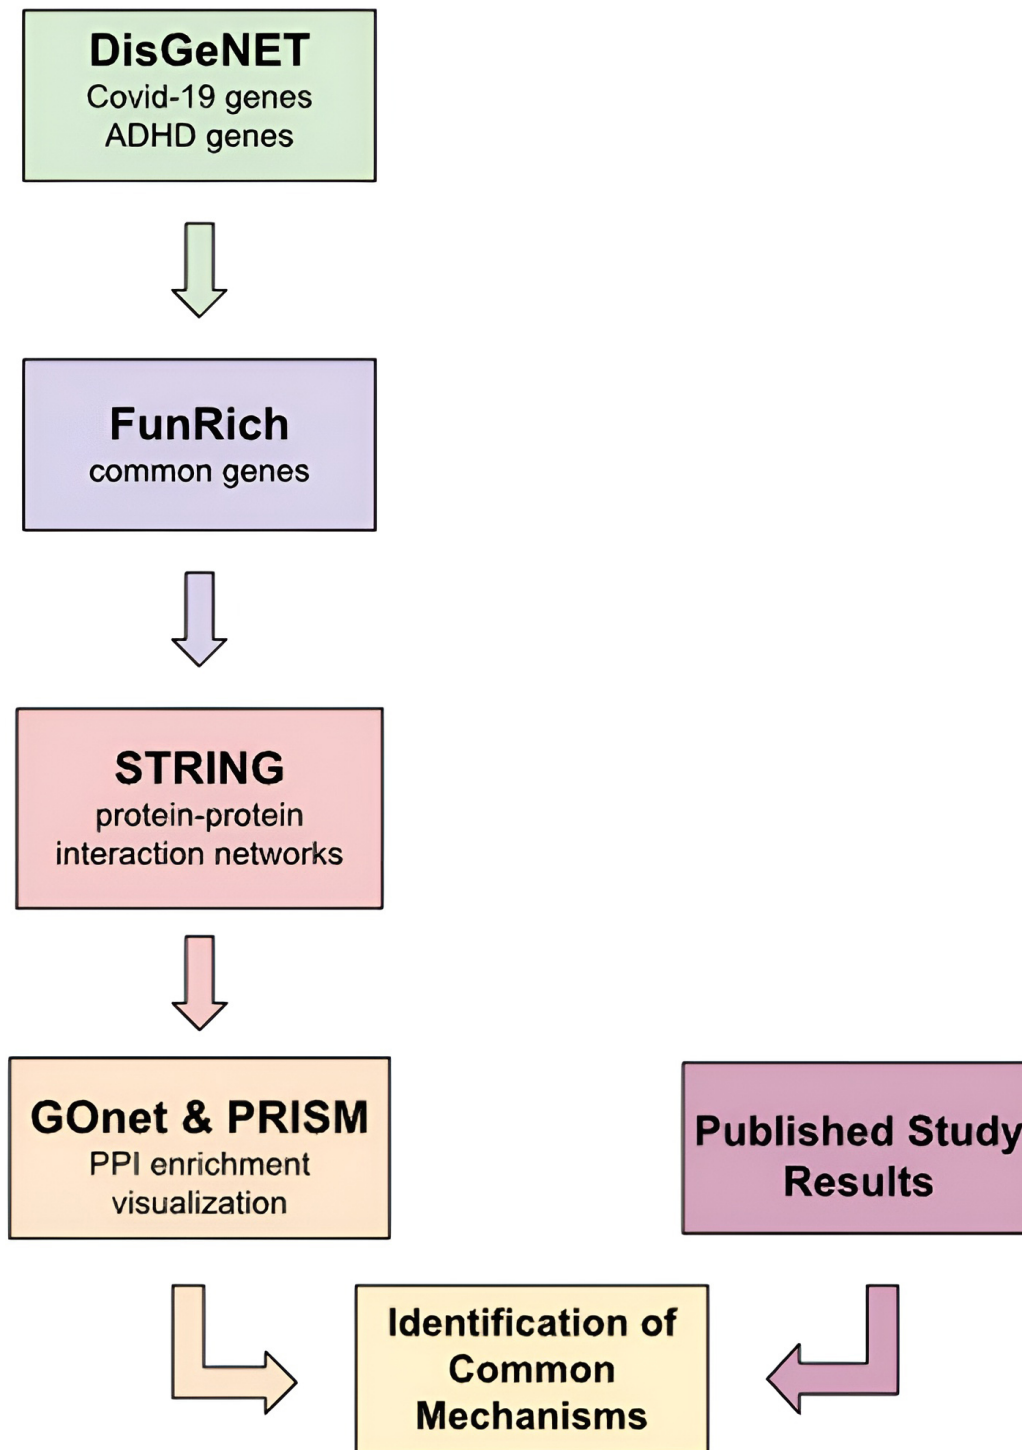 DisGeNET
Covid-19 genes
ADHD genes
FunRich
common genes
STRING
protein-protein
interaction networks
GOnet & PRISM
PPI enrichment
visualization
Published Study
Results
Identification of
Common
Mechanisms